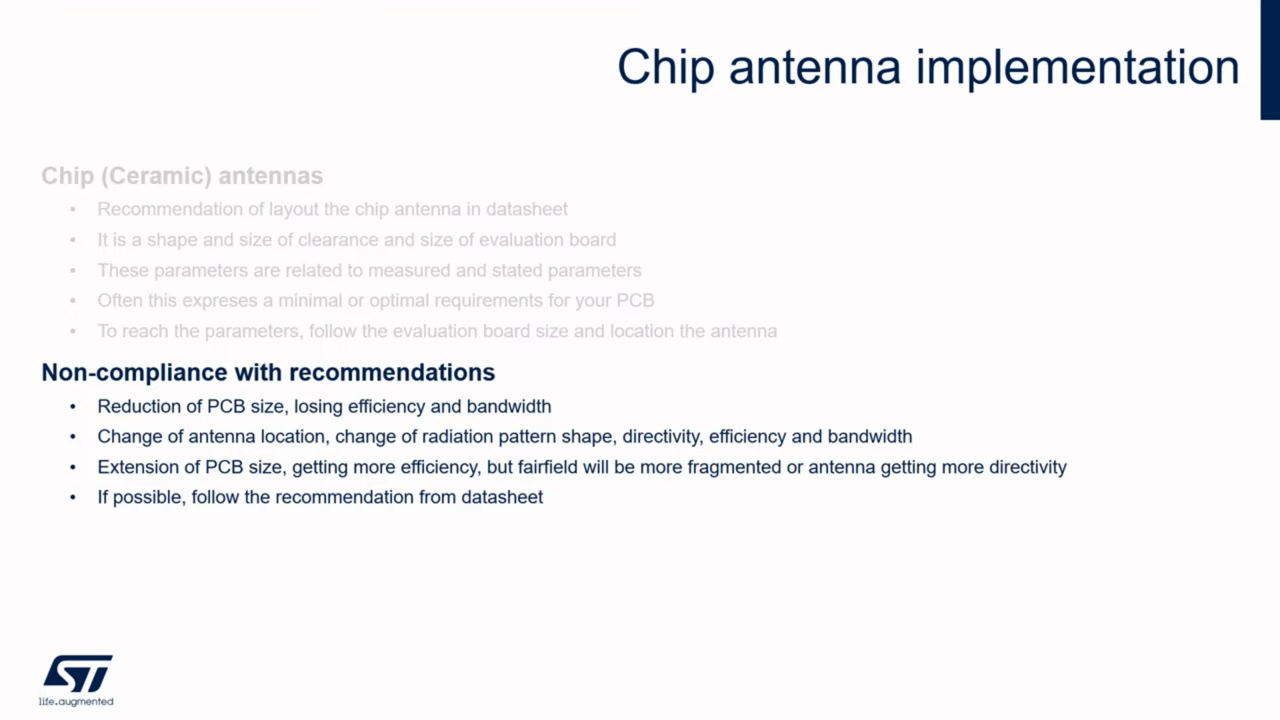 Chip antenna implementation
Chip (Ceramic) antennas
• Recommendation of layout the chip antenna in datasheet
• It is a shape and size of clearance and size of evaluation board
• These parameters are related to measured and stated parameters
• Often this expreses a minimal or optimal requirements for your PCB
• To reach the parameters, follow the evaluation board size and location the antenna
Non-compliance with recommendations
• Reduction of PCB size, losing efficiency and bandwidth
• Change of antenna location, change of radiation pattern shape, directivity, efficiency and bandwidth
• Extension of PCB size, getting more efficiency, but fairfield will be more fragmented or antenna getting more directivity
• If possible, follow the recommendation from datasheet
ST
life.augmented